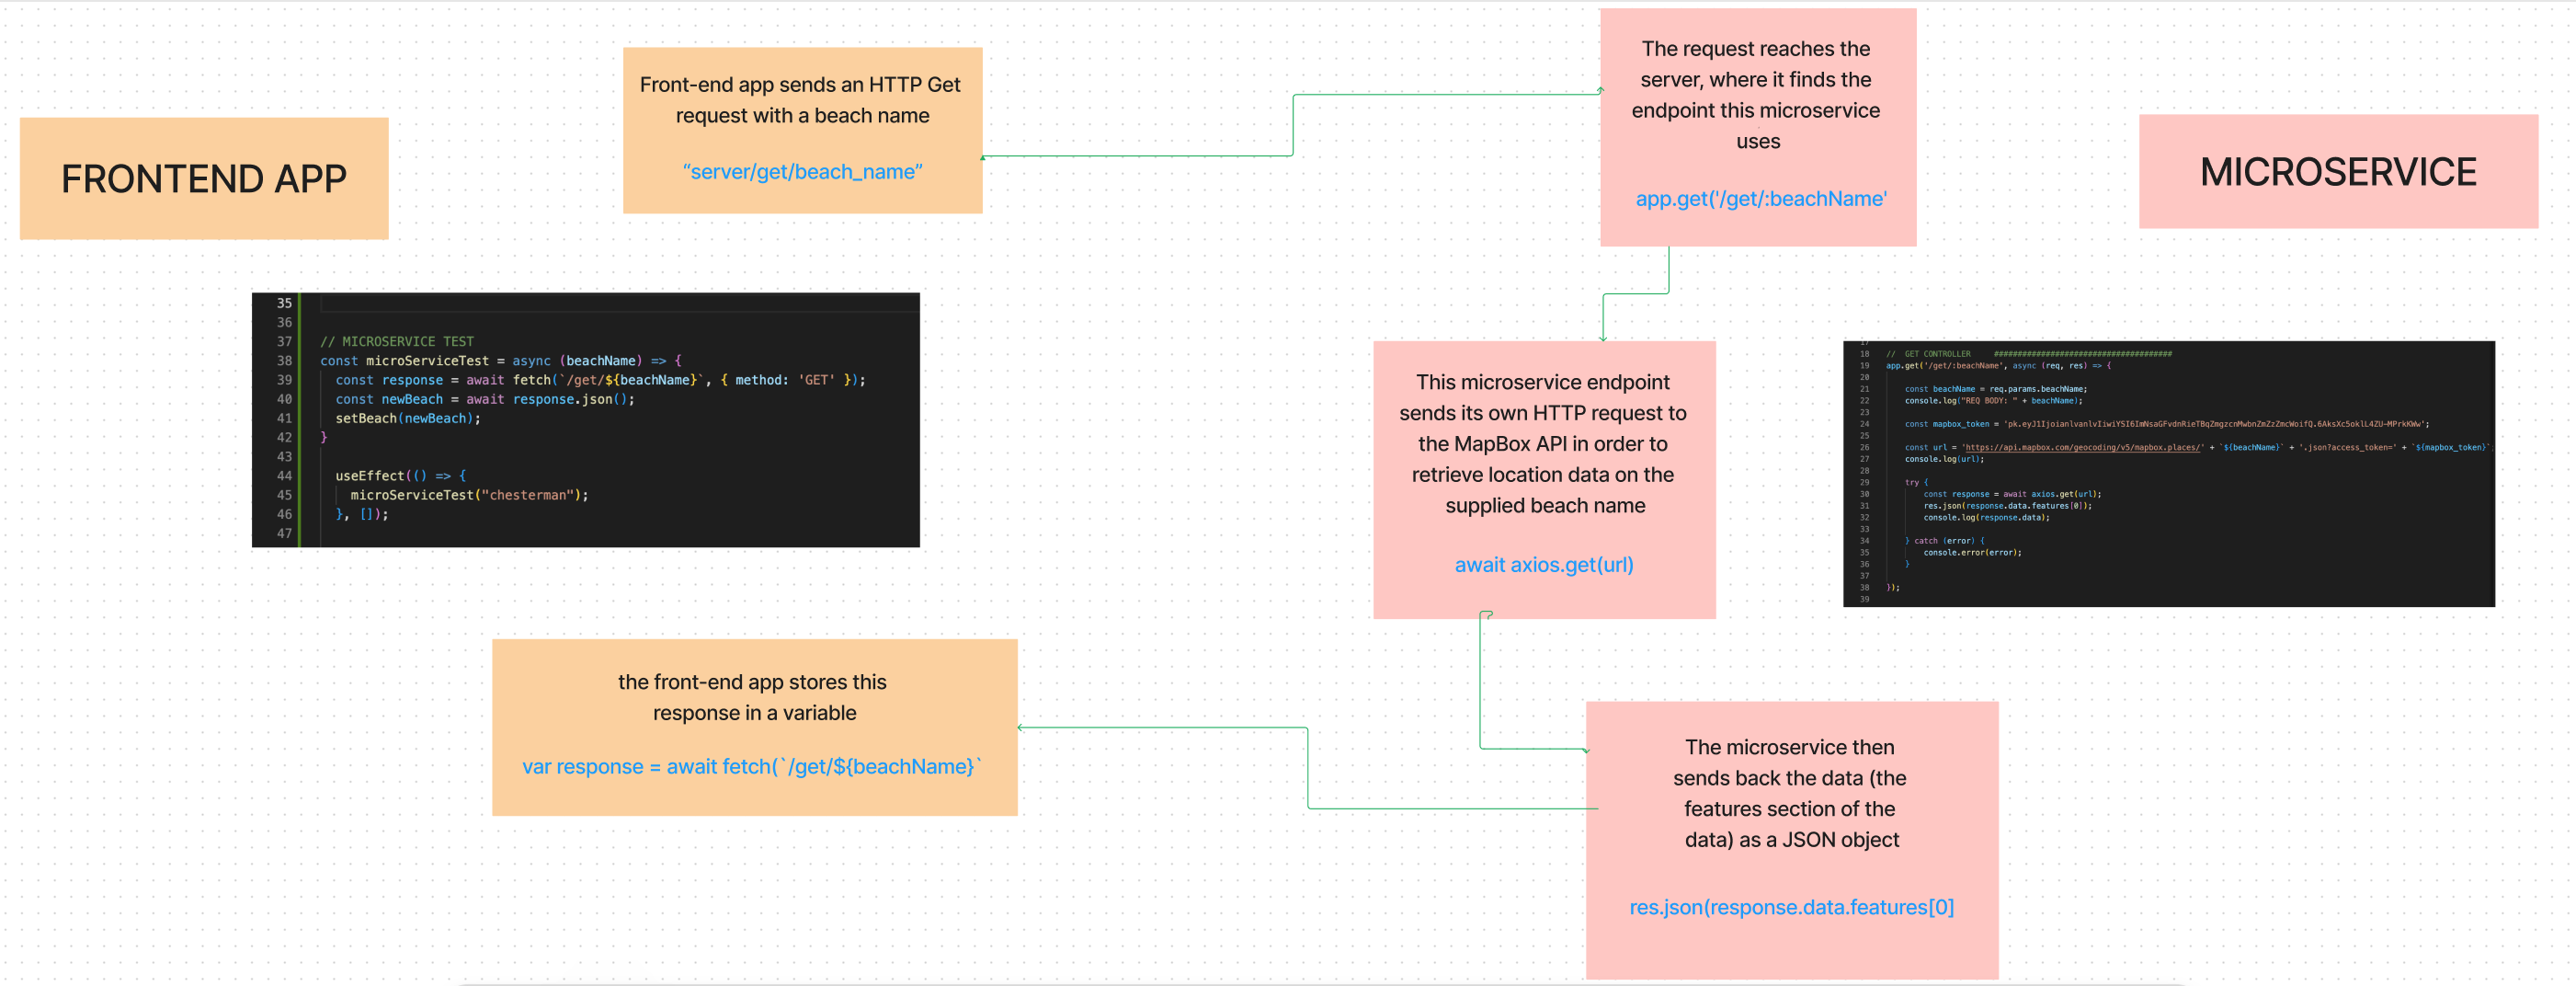 FRONTEND APP
Front-end app sends an HTTP Get
request with a beach name
“server/get/beach_name”
The request reaches the
server, where it finds the
endpoint this microservice
uses
app.get('/get/:beachName'
MICROSERVICE
35
36
37 // MICROSERVICE TEST
38 const microServiceTest = async (beachName) => {
39 const response = await fetch(`/get/${beachName}`, { method: 'GET' });
40 const newBeach = await response.json();
41 setBeach(newBeach);
42 }
43
44 useEffect(() => {
45 microServiceTest("chesterman");
46 }, []);
47
This microservice endpoint
sends its own HTTP request to
the MapBox API in order to
retrieve location data on the
supplied beach name
await axios.get(url)
17
18 // GET CONTROLLER ######################################
19 app.get('/get/:beachName', async (req, res) => {
20
21 const beachName = req.params.beachName;
22 console.log("REQ BODY: " + beachName);
23
24 const mapbox_token =
25
26 const url = 'https://api.mapbox.com/geocoding/v5/mapbox.places/' + `${beachName}` + '.json?access_token=' + `${mapbox_token}`
27 console.log(url);
28
29 try {
30 const response = await axios.get(url);
31 res.json(response.data.features[0]);
32 console.log(response.data);
33
34 } catch (error) {
35 console.error(error);
36 }
37
38 });
39
the front-end app stores this
response in a variable
var response = await fetch(`/get/${beachName}`
The microservice then
sends back the data (the
features section of the
data) as a JSON object
res.json(response.data.features[0]